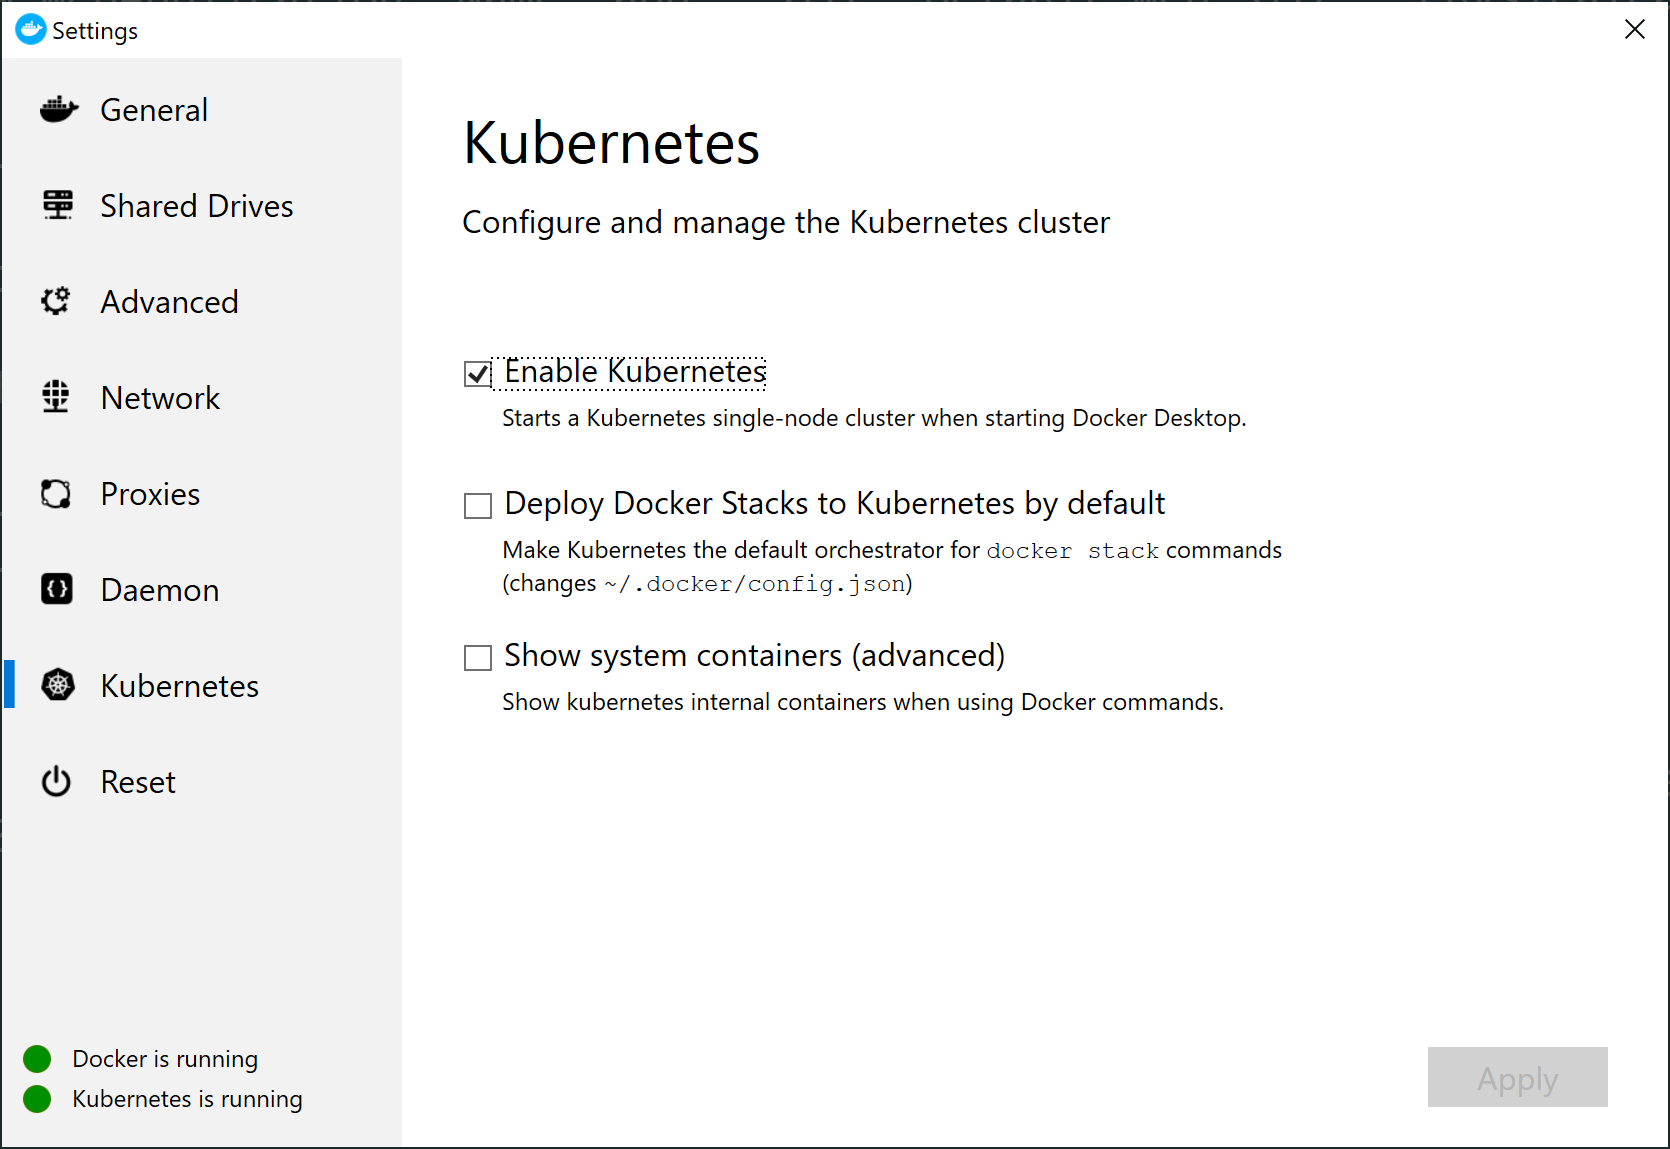 Settings
General
Shared Drives
Advanced
Network
Proxies
Daemon
Kubernetes
Reset
Docker is running
Kubernetes is running
Kubernetes
Configure and manage the Kubernetes cluster
Enable Kubernetes
Starts a Kubernetes single-node cluster when starting Docker Desktop.
Deploy Docker Stacks to Kubernetes by default
Make Kubernetes the default orchestrator for docker stack commands
(changes ~/.docker/config.json)
Show system containers (advanced)
Show kubernetes internal containers when using Docker commands.
Apply